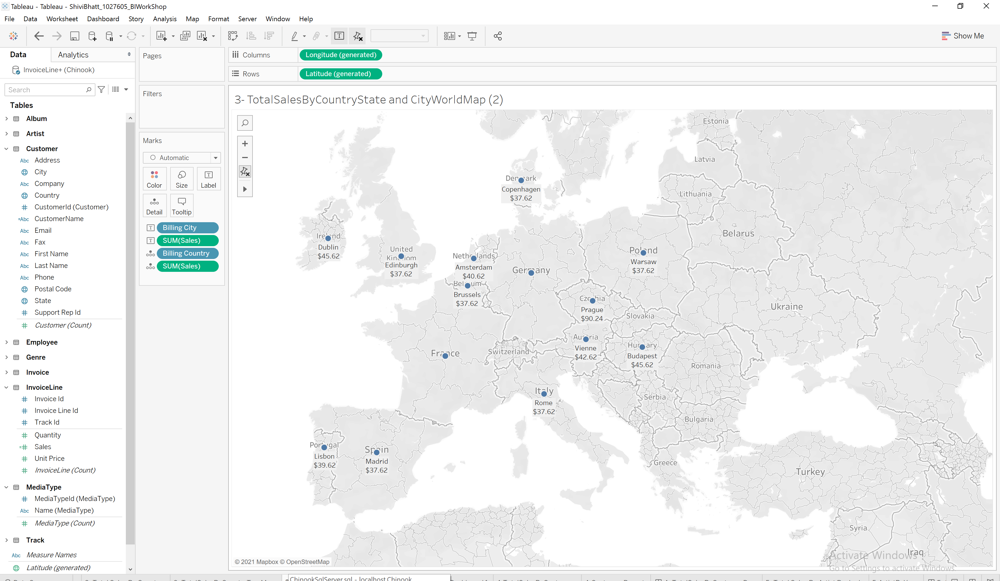 Tableau - Tableau - ShiviBhatt_1027605_BIWorkShop
File Data Worksheet Dashboard Story Analysis Map Format Server Window Help
Show Me
Data Analytics
InvoiceLine+ (Chinook)
Search
Tables
Album
Artist
Customer
Abc Address
City
Abc Company
Country
CustomerId (Customer)
=Abc CustomerName
Abc Email
Abc Fax
Abc First Name
Abc Last Name
Abc Phone
Postal Code
State
Support Rep Id
Customer (Count)
Employee
Genre
Invoice
InvoiceLine
Invoice Id
Invoice Line Id
Track Id
Quantity
Sales
Unit Price
InvoiceLine (Count)
MediaType
MediaTypeId (MediaType)
Abc Name (MediaType)
MediaType (Count)
Track
Abc Measure Names
Latitude (generated)
Pages
Filters
Marks
Automatic
Color Size Label
Detail Tooltip
Billing City
SUM(Sales)
Billing Country
SUM(Sales)
Columns Longitude (generated)
Rows Latitude (generated)
3- TotalSalesByCountryState and CityWorldMap (2)
Estonia
Latvia
Denmark
Copenhagen
$37.62
Lithuania
Belarus
Ireland
Dublin
$45.62
United
Kingdom
Edinburgh
$37.62
Netherlands
Amsterdam
$40.62
Poland
Warsaw
$37.62
Germany
Belgium
Brussels
$37.62
Czechia
Prague
$90.24
Slovakia
Ukraine
Austria
Vienne
$42.62
Hungary
Budapest
$45.62
France
Switzerland
Romania
Italy
Rome
$37.62
Serbia
Bulgaria
Portugal
Lisbon
$39.62
Spain
Madrid
$37.62
Greece
Turkey
Syria
Iraq
Activate Windows
Go to Settings to activate Windows.
© 2021 Mapbox © OpenStreetMap
ChinookSqlServer.sql - localhost.Chinook